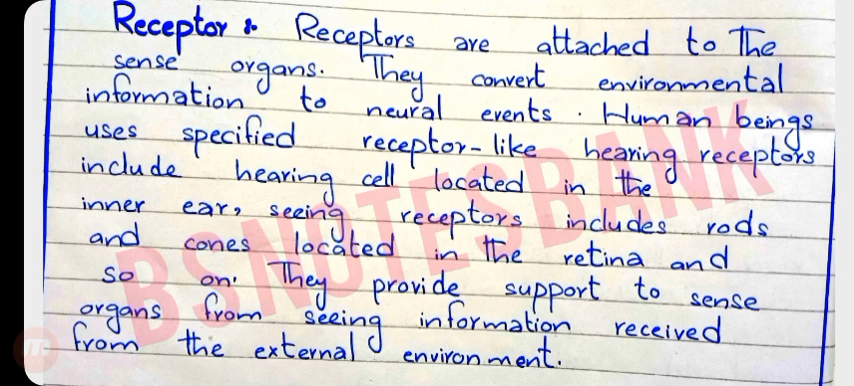 Receptor :- Receptors are attached to The
sense organs. They convert environmental
information to neural events. Human beings
uses specified receptor-like hearing receptors
include hearing cell located in the
inner ear, seeing receptors includes rods
and cones located in the retina and
so on. They provide support to sense
organs from seeing information received
from the external environment.
BSNOTESBANK